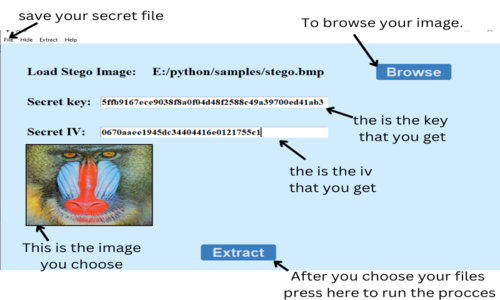 save your secret file
To browse your image.
File Hide Extract Help
Load Stego Image: E:/python/samples/stego.bmp
Browse
Secret key: 5ffb9167ece9038f8a0f04d48f2588c49a39700ed41ab3
the is the key
that you get
Secret IV: 0670aaee1945dc34404416e0121755c1
the is the iv
that you get
This is the image
you choose
Extract
After you choose your files
press here to run the procces